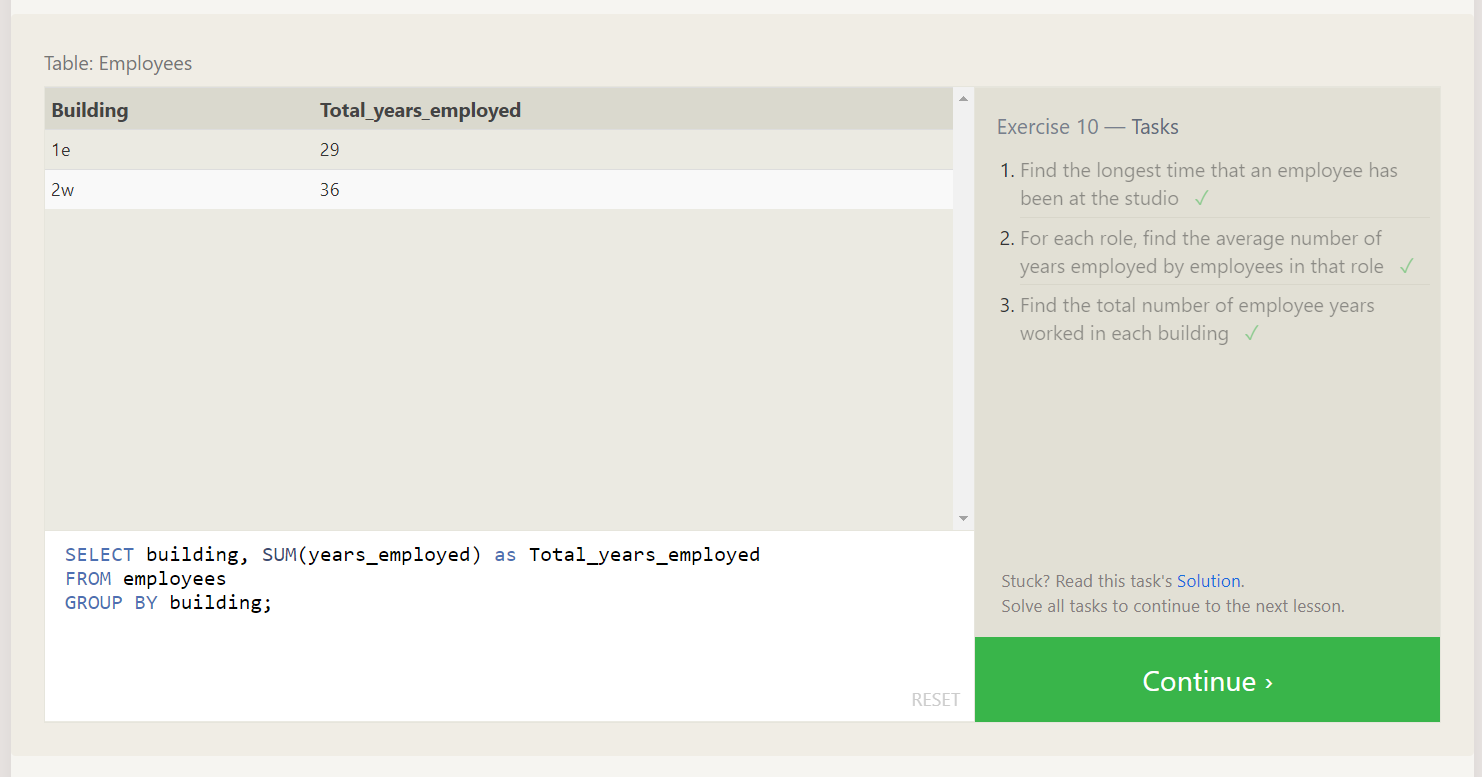 Table: Employees
Building Total_years_employed
1e 29
2w 36
SELECT building, SUM(years_employed) as Total_years_employed
FROM employees
GROUP BY building;
RESET
Exercise 10 — Tasks
1. Find the longest time that an employee has
been at the studio ✓
2. For each role, find the average number of
years employed by employees in that role ✓
3. Find the total number of employee years
worked in each building ✓
Stuck? Read this task's Solution.
Solve all tasks to continue to the next lesson.
Continue ›